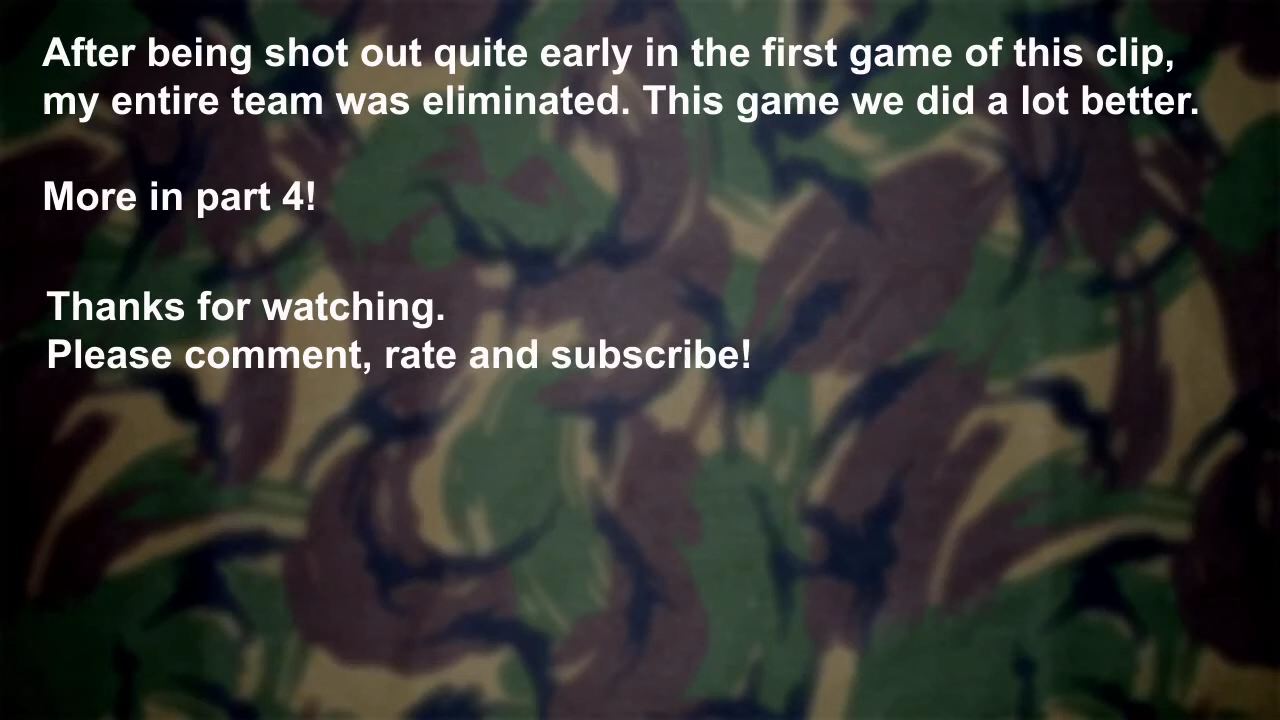 After being shot out quite early in the first game of this clip,
my entire team was eliminated. This game we did a lot better.
More in part 4!
Thanks for watching.
Please comment, rate and subscribe!